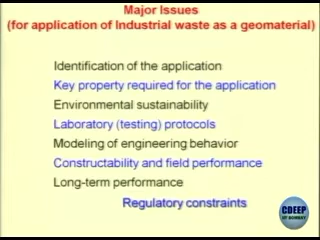 Major Issues
(for application of Industrial waste as a geomaterial)
Identification of the application
Key property required for the application
Environmental sustainability
Laboratory (testing) protocols
Modeling of engineering behavior
Constructability and field performance
Long-term performance
Regulatory constraints
CDEEP
IIT BOMBAY